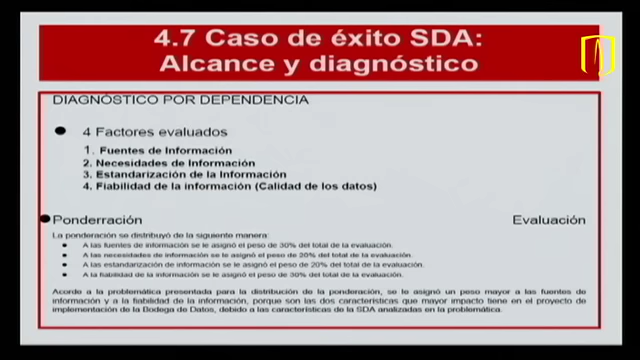 4.7 Caso de éxito SDA:
Alcance y diagnóstico
DIAGNÓSTICO POR DEPENDENCIA
4 Factores evaluados
1. Fuentes de Información
2. Necesidades de Información
3. Estandarización de la Información
4. Fiabilidad de la información (Calidad de los datos)
Ponderración Evaluación
La ponderación se distribuyó de la siguiente manera:
A las fuentes de información se le asignó el peso de 30% del total de la evaluación.
A las necesidades de información se le asignó el peso de 20% del total de la evaluación.
A las estandarización de información se le asignó el peso de 20% del total de la evaluación.
A la fiabilidad de la información se le asignó el peso de 30% del total de la evaluación.
Acorde a la problemática presentada para la distribución de la ponderación, se le asignó un peso mayor a las fuentes de
información y a la fiabilidad de la información, porque son las dos características que mayor impacto tiene en el proyecto de
implementación de la Bodega de Datos, debido a las características de la SDA analizadas en la problemática.